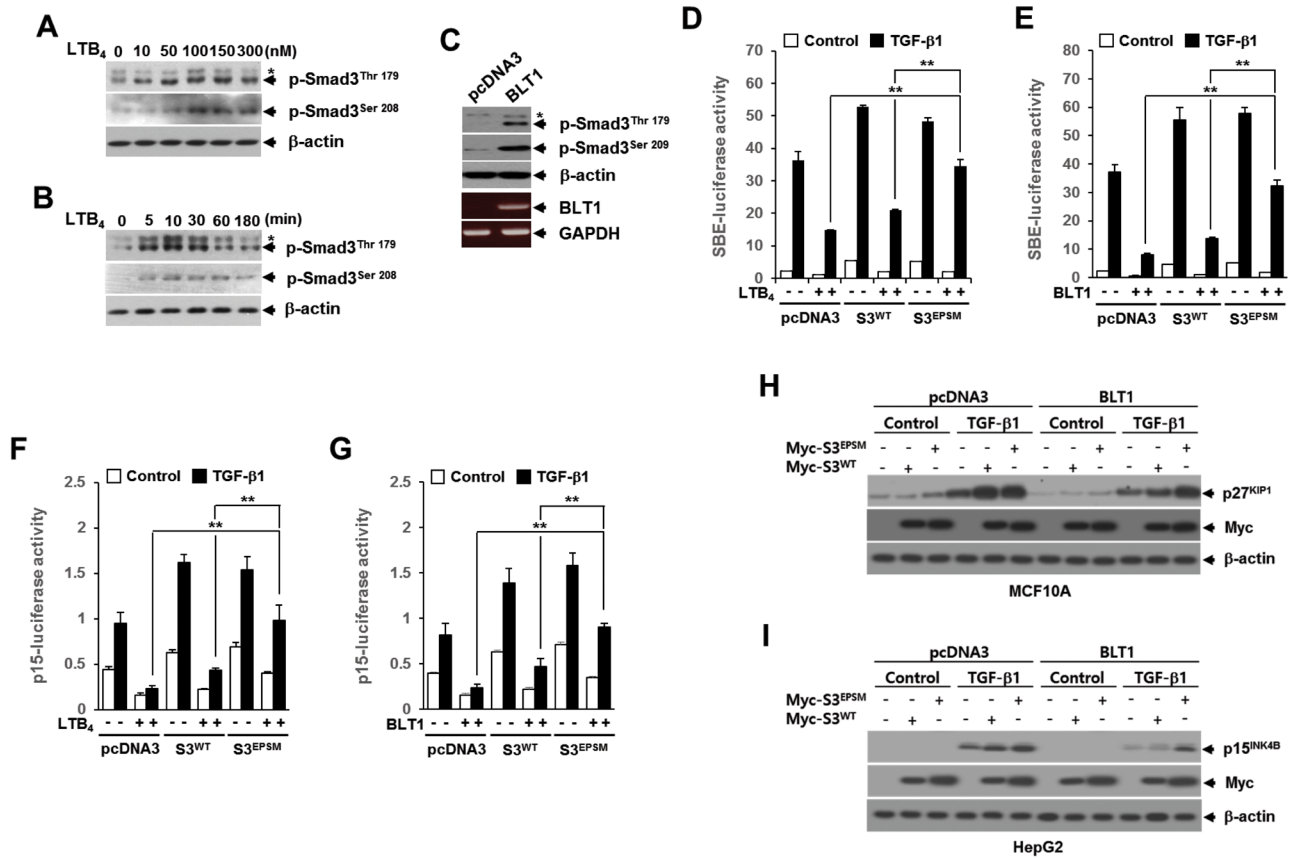 A
LTB4 0 10 50 100 150 300 (nM)
*
p-Smad3Thr 179
p-Smad3Ser 208
β-actin
B
LTB4 0 5 10 30 60 180 (min)
*
p-Smad3Thr 179
p-Smad3Ser 208
β-actin
C
pcDNA3 BLT1
*
p-Smad3Thr 179
p-Smad3Ser 209
β-actin
BLT1
GAPDH
D
Control TGF-β1
SBE-luciferase activity
70
60
50
40
30
20
10
0
**
**
LTB4 - - + + - - + + - - + +
pcDNA3 S3WT S3EPSM
E
Control TGF-β1
SBE-luciferase activity
80
70
60
50
40
30
20
10
0
**
**
BLT1 - - + + - - + + - - + +
pcDNA3 S3WT S3EPSM
F
Control TGF-β1
p15-luciferase activity
2.5
2
1.5
1
0.5
0
**
**
LTB4 - - + + - - + + - - + +
pcDNA3 S3WT S3EPSM
G
Control TGF-β1
p15-luciferase activity
2.5
2
1.5
1
0.5
0
**
**
BLT1 - - + + - - + + - - + +
pcDNA3 S3WT S3EPSM
H
pcDNA3 BLT1
Control TGF-β1 Control TGF-β1
Myc-S3EPSM - - + - - + - - + - - +
Myc-S3WT - + - - + - - + - - + -
p27KIP1
Myc
β-actin
MCF10A
I
pcDNA3 BLT1
Control TGF-β1 Control TGF-β1
Myc-S3EPSM - - + - - + - - + - - +
Myc-S3WT - + - - + - - + - - + -
p15INK4B
Myc
β-actin
HepG2